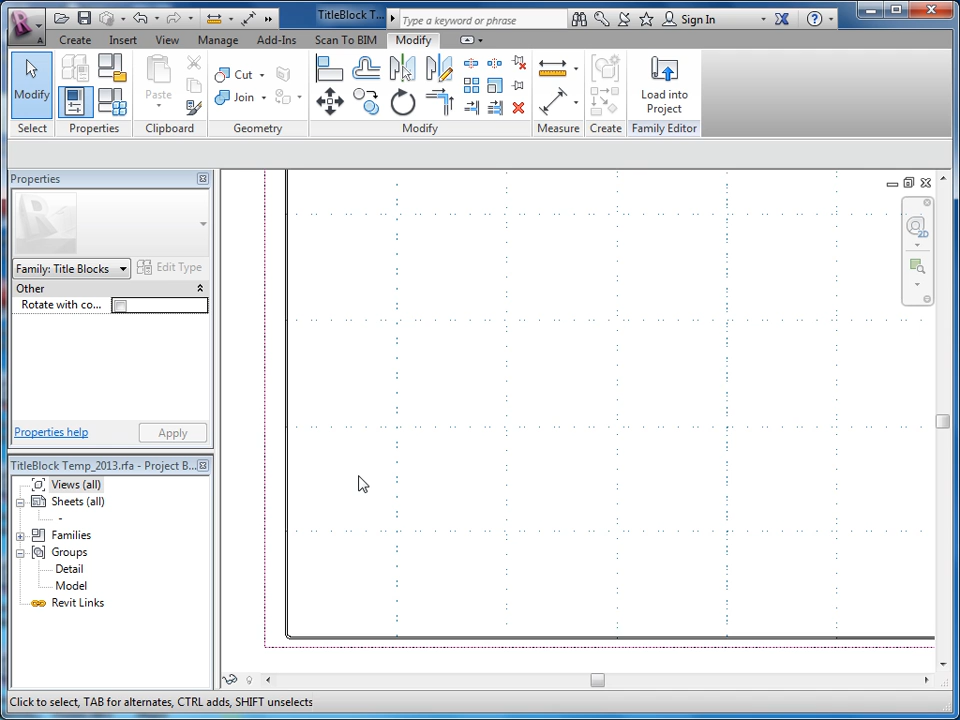 TitleBlock T...
Type a keyword or phrase
Sign In
Create Insert View Manage Add-Ins Scan To BIM Modify
Modify
Paste
Cut
Join
Load into
Project
Select Properties Clipboard Geometry Modify Measure Create Family Editor
Properties
Family: Title Blocks
Edit Type
Other
Rotate with co...
Properties help
Apply
TitleBlock Temp_2013.rfa - Project B...
Views (all)
Sheets (all)
-
Families
Groups
Detail
Model
Revit Links
2D
Click to select, TAB for alternates, CTRL adds, SHIFT unselects